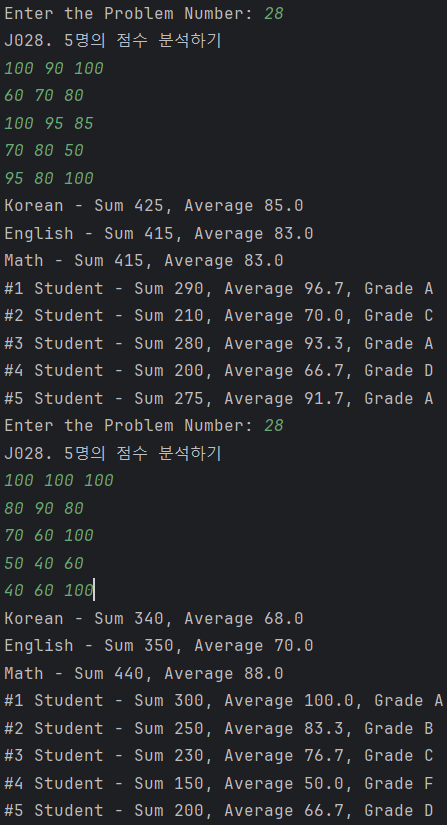 Enter the Problem Number: 28
J028. 5명의 점수 분석하기
100 90 100
60 70 80
100 95 85
70 80 50
95 80 100
Korean - Sum 425, Average 85.0
English - Sum 415, Average 83.0
Math - Sum 415, Average 83.0
#1 Student - Sum 290, Average 96.7, Grade A
#2 Student - Sum 210, Average 70.0, Grade C
#3 Student - Sum 280, Average 93.3, Grade A
#4 Student - Sum 200, Average 66.7, Grade D
#5 Student - Sum 275, Average 91.7, Grade A
Enter the Problem Number: 28
J028. 5명의 점수 분석하기
100 100 100
80 90 80
70 60 100
50 40 60
40 60 100
Korean - Sum 340, Average 68.0
English - Sum 350, Average 70.0
Math - Sum 440, Average 88.0
#1 Student - Sum 300, Average 100.0, Grade A
#2 Student - Sum 250, Average 83.3, Grade B
#3 Student - Sum 230, Average 76.7, Grade C
#4 Student - Sum 150, Average 50.0, Grade F
#5 Student - Sum 200, Average 66.7, Grade D